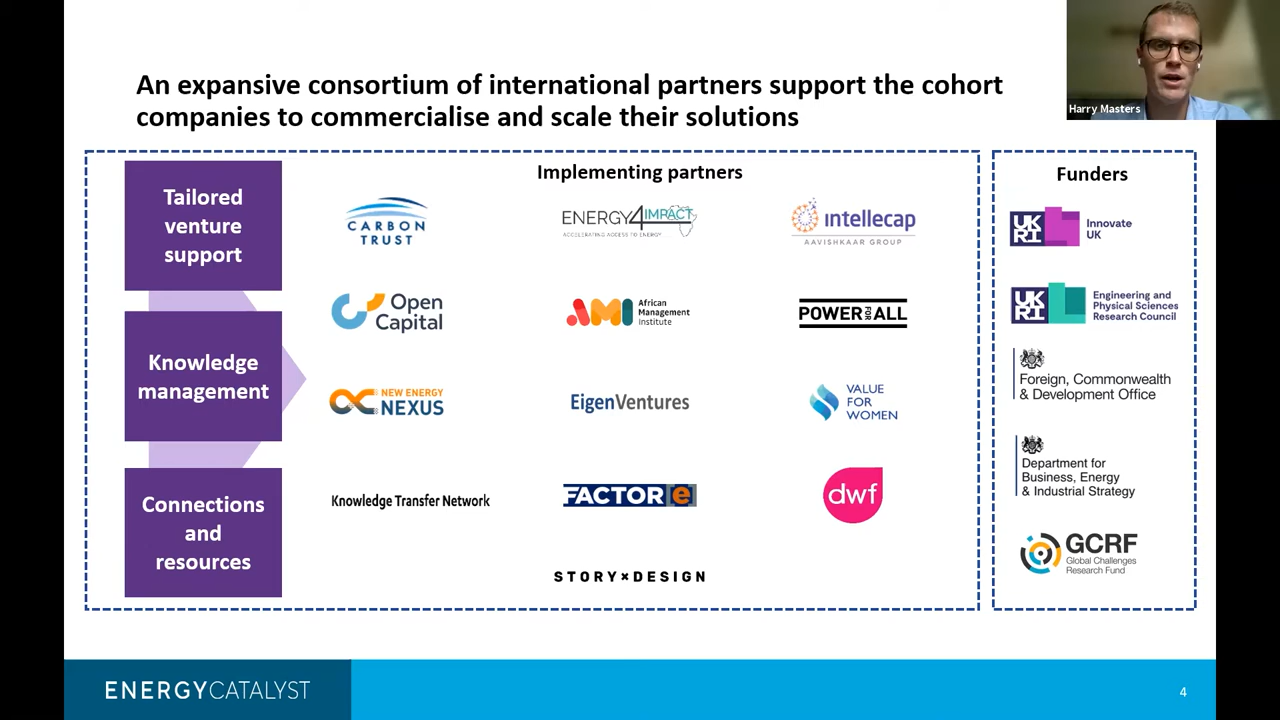 An expansive consortium of international partners support the cohort
companies to commercialise and scale their solutions
Harry Masters
Tailored
venture
support
Knowledge
management
Connections
and
resources
Implementing partners
CARBON
TRUST
ENERGY4IMPACT
ACCELERATING ACCESS TO ENERGY
intellecap
AAVISHKAAR GROUP
Open
Capital
AMI
African
Management
Institute
POWER FOR ALL
NEW ENERGY
NEXUS
EigenVentures
VALUE
FOR
WOMEN
Knowledge Transfer Network
FACTOR e
dwf
STORY×DESIGN
Funders
UK
RI
Innovate
UK
UK
RI
Engineering and
Physical Sciences
Research Council
Foreign, Commonwealth
& Development Office
Department for
Business, Energy
& Industrial Strategy
GCRF
Global Challenges
Research Fund
ENERGYCATALYST
4